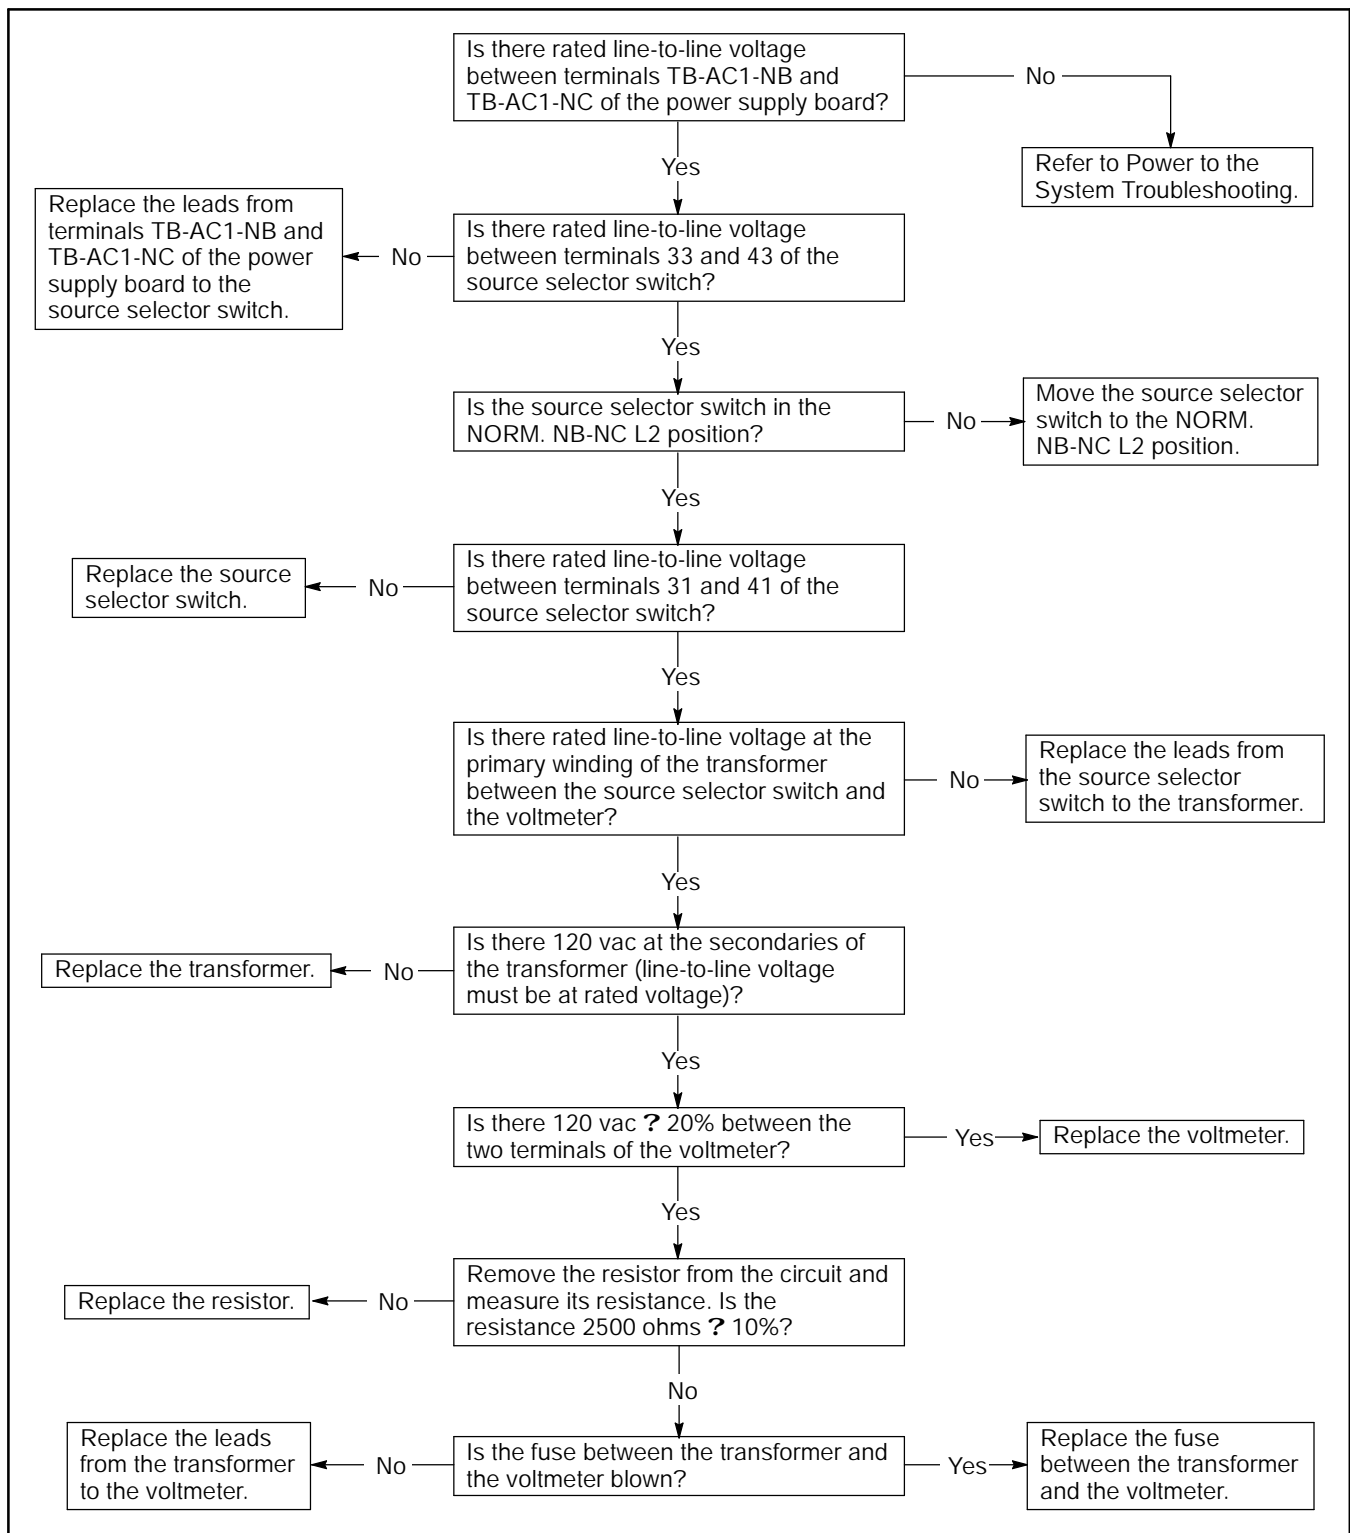 Is there rated line-to-line voltage
between terminals TB-AC1-NB and
TB-AC1-NC of the power supply board?
No
Refer to Power to the
System Troubleshooting.
Yes
Replace the leads from
terminals TB-AC1-NB and
TB-AC1-NC of the power
supply board to the
source selector switch.
No
Is there rated line-to-line voltage
between terminals 33 and 43 of the
source selector switch?
Yes
Is the source selector switch in the
NORM. NB-NC L2 position?
No
Move the source selector
switch to the NORM.
NB-NC L2 position.
Yes
Replace the source
selector switch.
No
Is there rated line-to-line voltage
between terminals 31 and 41 of the
source selector switch?
Yes
Is there rated line-to-line voltage at the
primary winding of the transformer
between the source selector switch and
the voltmeter?
No
Replace the leads from
the source selector
switch to the transformer.
Yes
Replace the transformer.
No
Is there 120 vac at the secondaries of
the transformer (line-to-line voltage
must be at rated voltage)?
Yes
Is there 120 vac ? 20% between the
two terminals of the voltmeter?
Yes
Replace the voltmeter.
Yes
Replace the resistor.
No
Remove the resistor from the circuit and
measure its resistance. Is the
resistance 2500 ohms ? 10%?
No
Replace the leads
from the transformer
to the voltmeter.
No
Is the fuse between the transformer and
the voltmeter blown?
Yes
Replace the fuse
between the transformer
and the voltmeter.